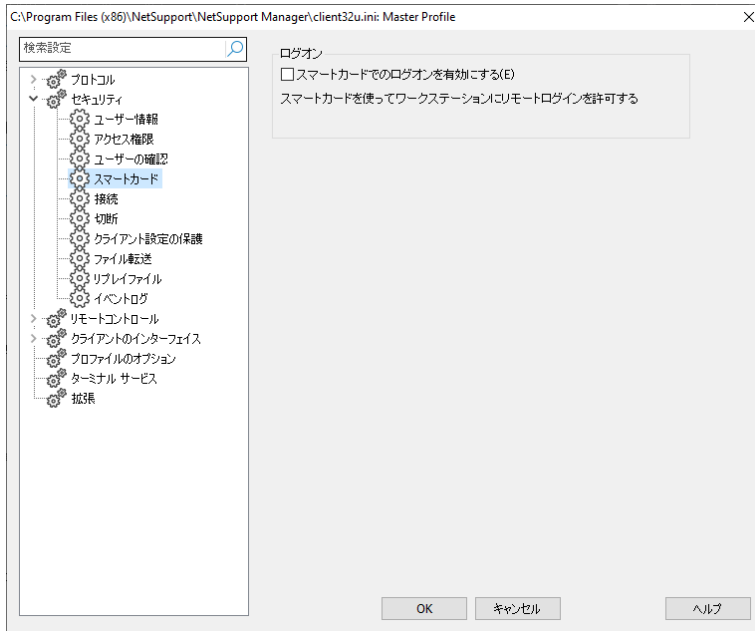 C:\Program Files (x86)\NetSupport\NetSupport Manager\client32u.ini: Master Profile
検索設定
プロトコル
セキュリティ
ユーザー情報
アクセス権限
ユーザーの確認
スマートカード
接続
切断
クライアント設定の保護
ファイル転送
リプレイファイル
イベントログ
リモートコントロール
クライアントのインターフェイス
プロファイルのオプション
ターミナル サービス
拡張
ログオン
スマートカードでのログオンを有効にする(E)
スマートカードを使ってワークステーションにリモートログインを許可する
OK
キャンセル
ヘルプ